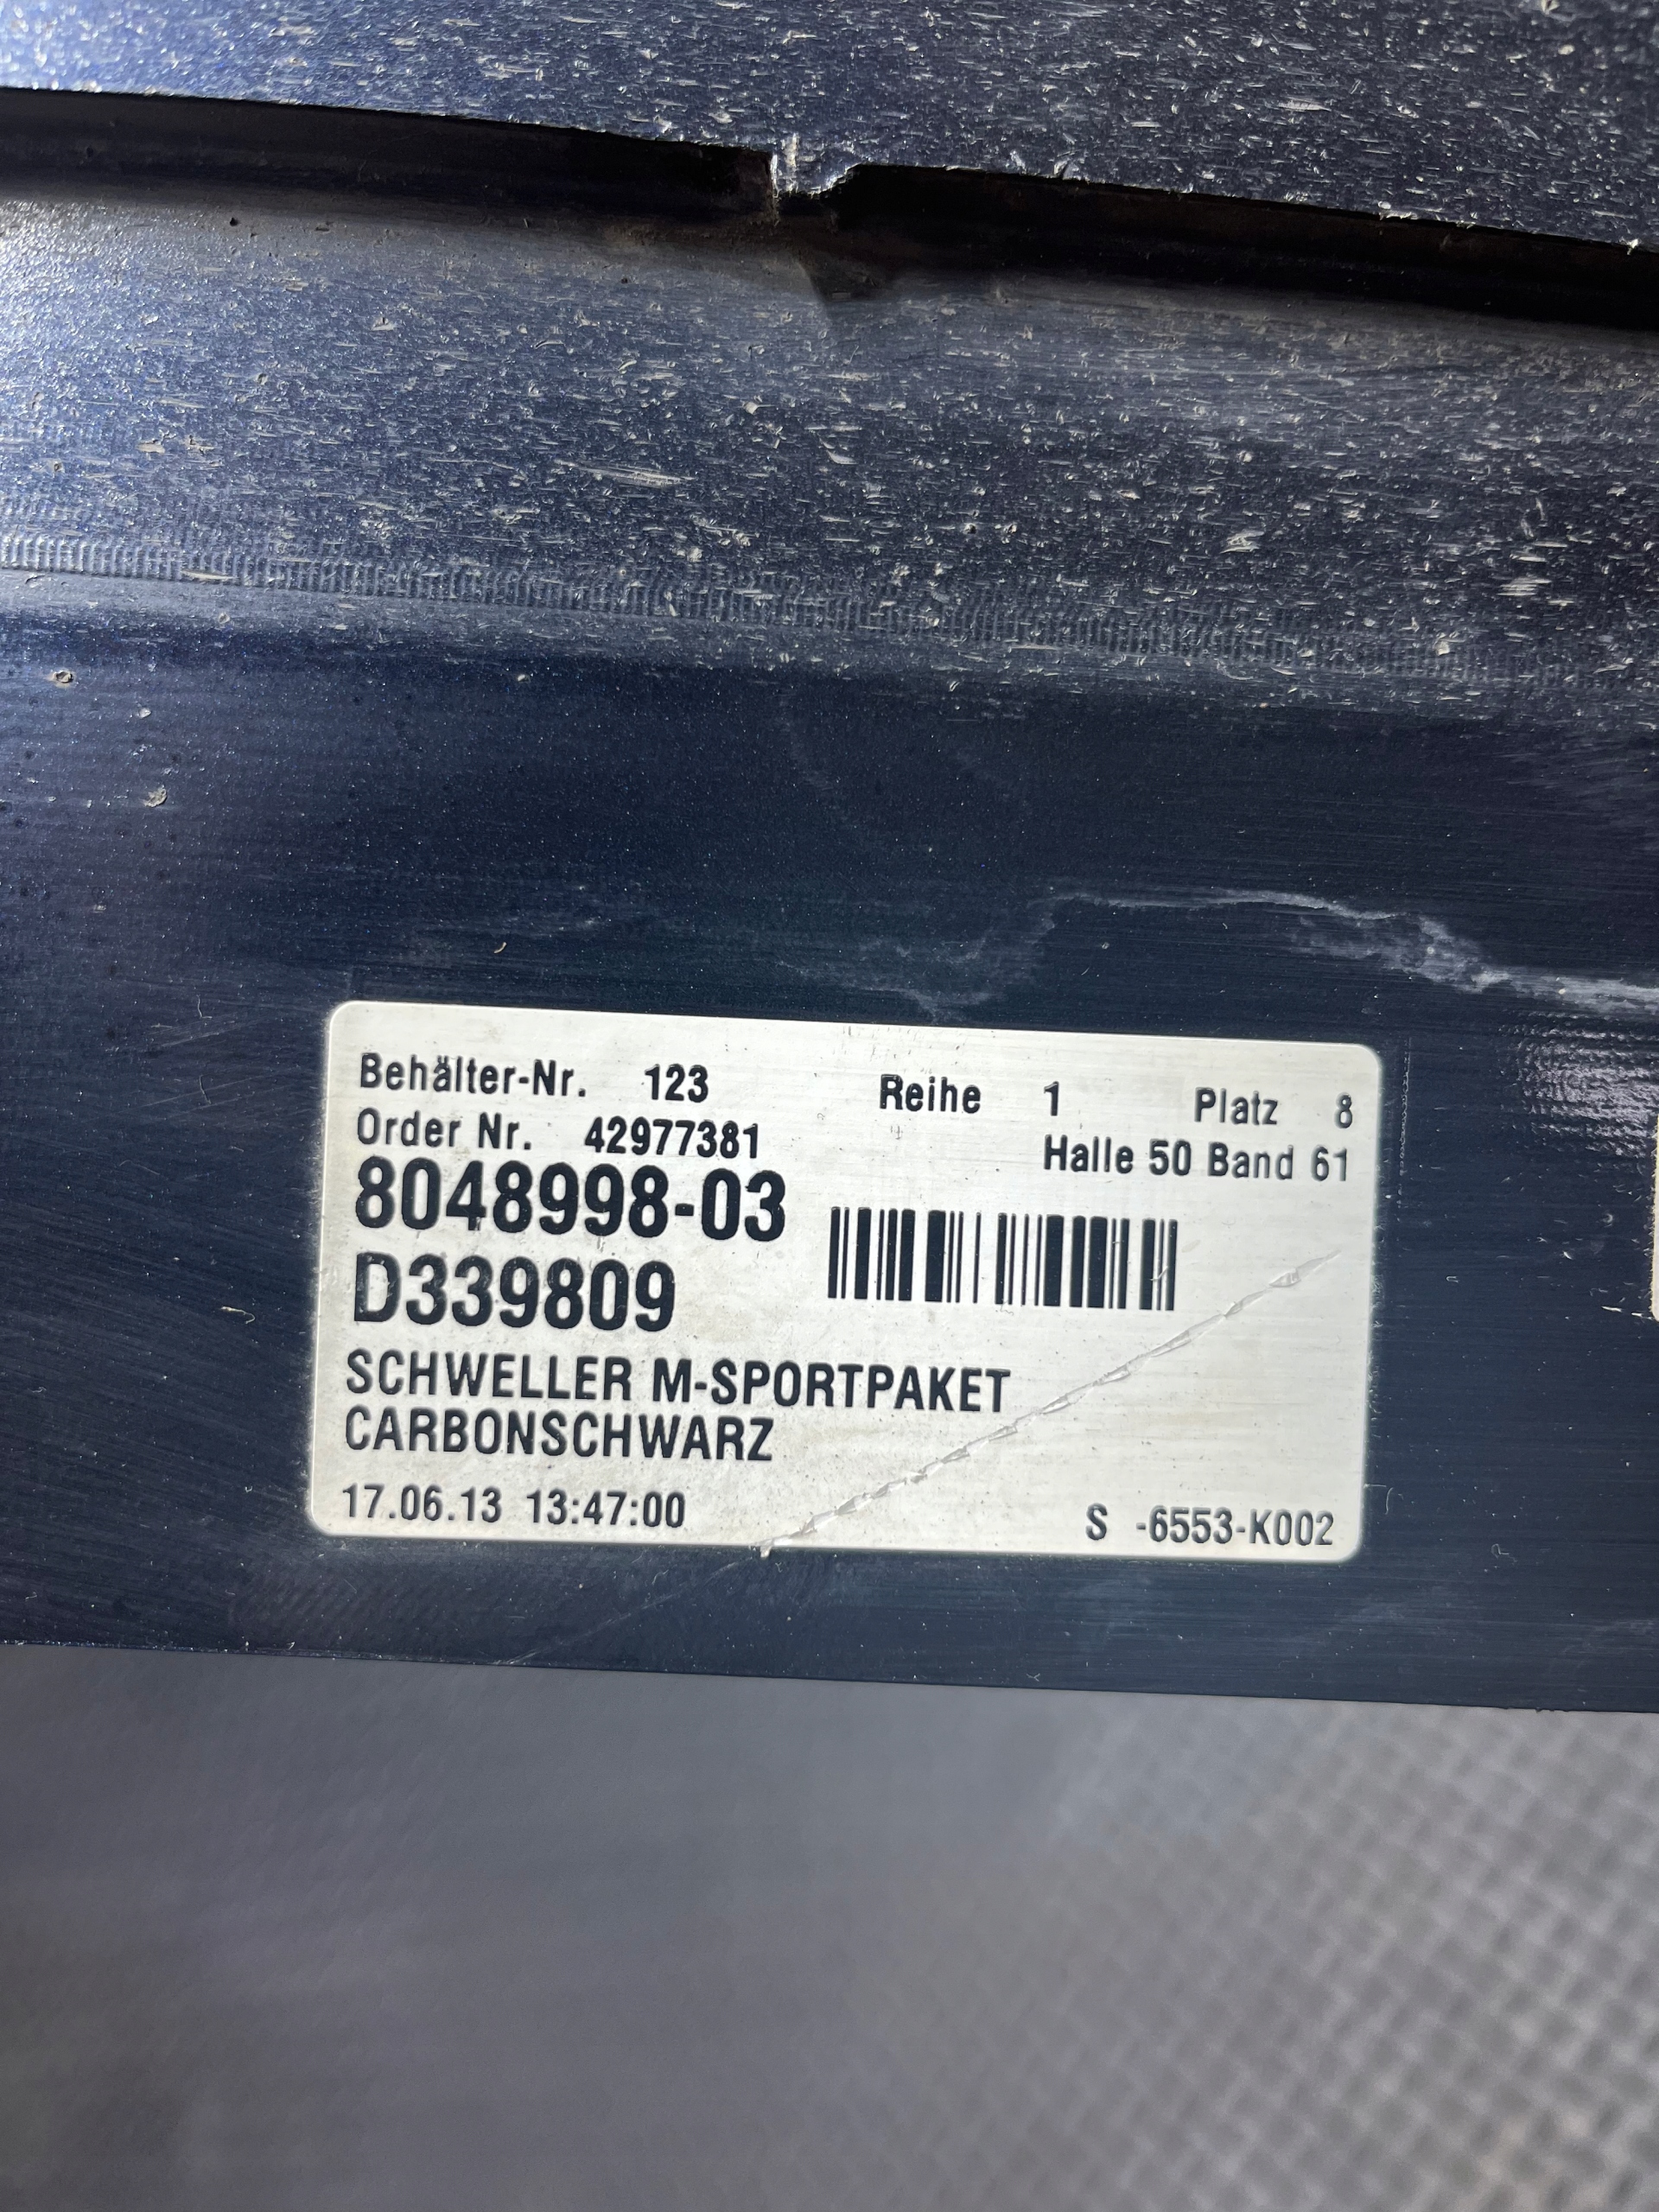 Behälter-Nr. 123 Reihe 1 Platz 8
Order Nr. 42977381 Halle 50 Band 61
8048998-03
D339809
SCHWELLER M-SPORTPAKET
CARBONSCHWARZ
17.06.13 13:47:00 S -6553-K002